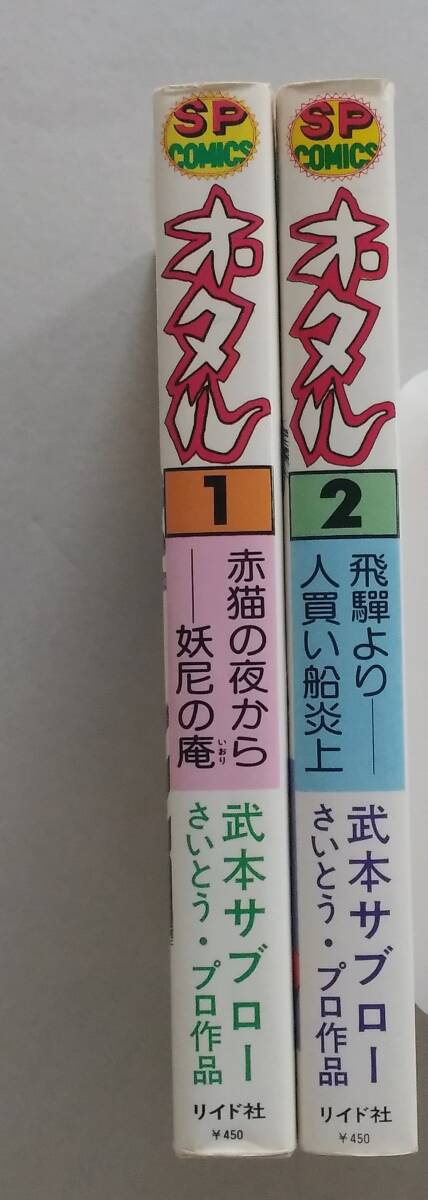 SP
COMICS
ホタル
1
赤猫の夜から
――妖尼の庵
いおり
武本サブロー
さいとう・プロ作品
リイド社
￥450
SP
COMICS
ホタル
2
飛驒より――
人買い船炎上
武本サブロー
さいとう・プロ作品
リイド社
￥450